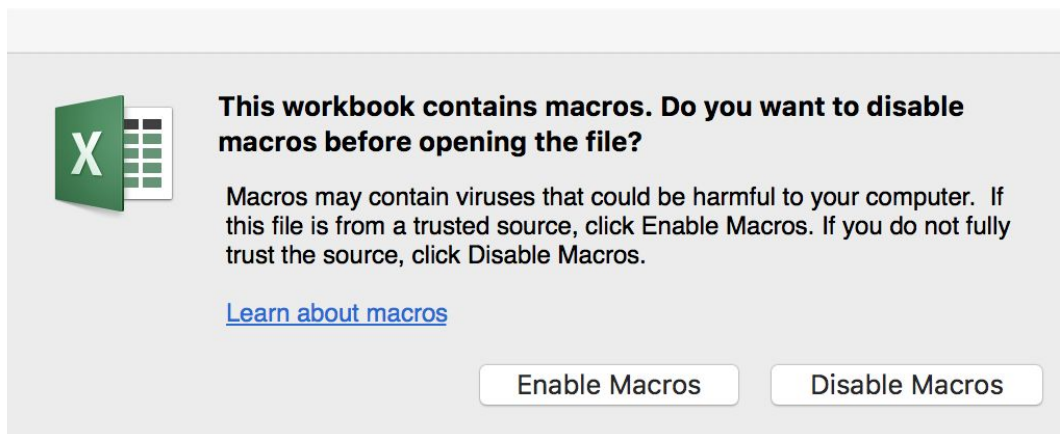 X
This workbook contains macros. Do you want to disable
macros before opening the file?
Macros may contain viruses that could be harmful to your computer.  If
this file is from a trusted source, click Enable Macros. If you do not fully
trust the source, click Disable Macros.
Learn about macros
Enable Macros
Disable Macros